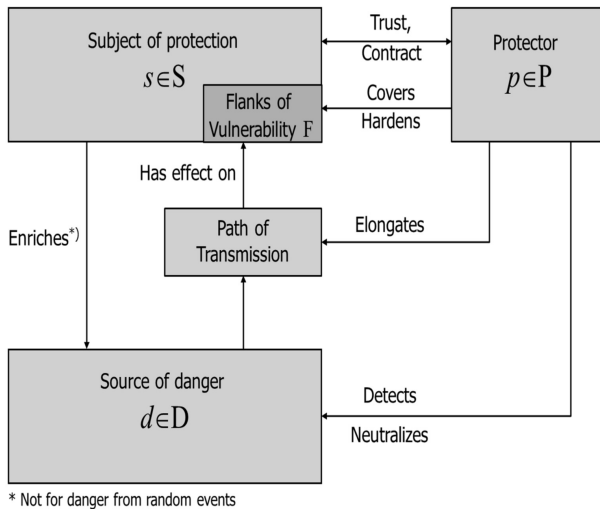 Subject of protection
s∈S
Trust,
Contract
Protector
p∈P
Flanks of
Vulnerability F
Covers
Hardens
Has effect on
Enriches*)
Path of
Transmission
Elongates
Source of danger
d∈D
Detects
Neutralizes
* Not for danger from random events